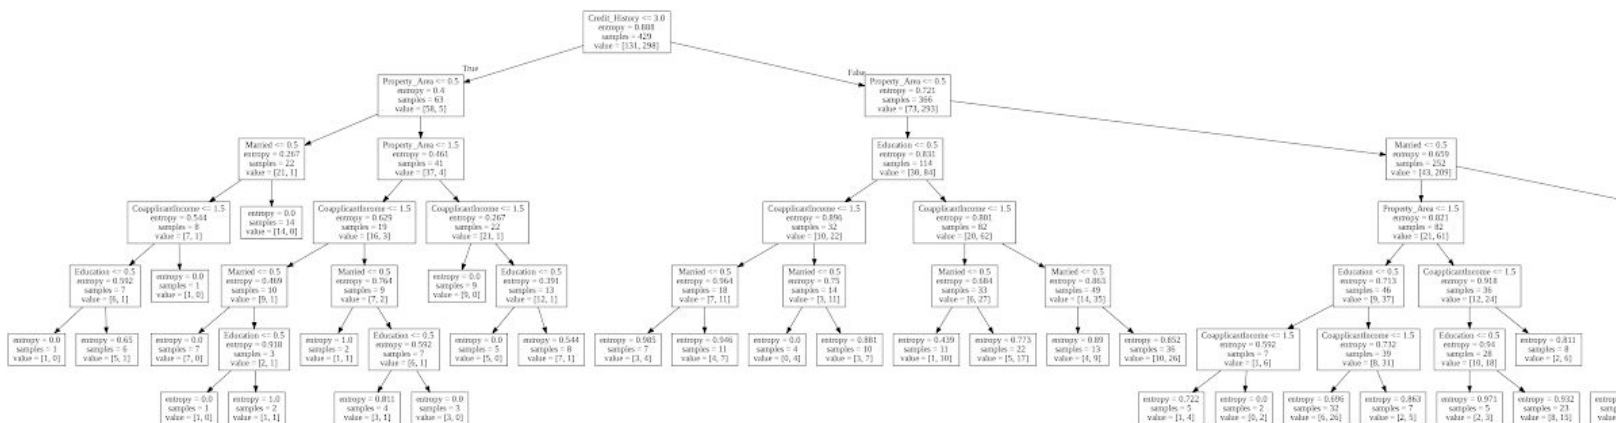 Credit_History <= 3.0
entropy = 0.888
samples = 429
value = [131, 298]
True
False
Property_Area <= 0.5
entropy = 0.4
samples = 63
value = [58, 5]
Property_Area <= 0.5
entropy = 0.721
samples = 366
value = [73, 293]
Married <= 0.5
entropy = 0.267
samples = 22
value = [21, 1]
Property_Area <= 1.5
entropy = 0.461
samples = 41
value = [37, 4]
Education <= 0.5
entropy = 0.831
samples = 114
value = [30, 84]
Married <= 0.5
entropy = 0.659
samples = 252
value = [43, 209]
CoapplicantIncome <= 1.5
entropy = 0.544
samples = 8
value = [7, 1]
entropy = 0.0
samples = 14
value = [14, 0]
CoapplicantIncome <= 1.5
entropy = 0.629
samples = 19
value = [16, 3]
CoapplicantIncome <= 1.5
entropy = 0.267
samples = 22
value = [21, 1]
CoapplicantIncome <= 1.5
entropy = 0.896
samples = 32
value = [10, 22]
CoapplicantIncome <= 1.5
entropy = 0.801
samples = 82
value = [20, 62]
Property_Area <= 1.5
entropy = 0.821
samples = 82
value = [21, 61]
Education <= 0.5
entropy = 0.592
samples = 7
value = [6, 1]
entropy = 0.0
samples = 1
value = [1, 0]
Married <= 0.5
entropy = 0.469
samples = 10
value = [9, 1]
Married <= 0.5
entropy = 0.764
samples = 9
value = [7, 2]
entropy = 0.0
samples = 9
value = [9, 0]
Education <= 0.5
entropy = 0.391
samples = 13
value = [12, 1]
Married <= 0.5
entropy = 0.964
samples = 18
value = [7, 11]
Married <= 0.5
entropy = 0.75
samples = 14
value = [3, 11]
Married <= 0.5
entropy = 0.684
samples = 33
value = [6, 27]
Married <= 0.5
entropy = 0.863
samples = 49
value = [14, 35]
Education <= 0.5
entropy = 0.713
samples = 46
value = [9, 37]
CoapplicantIncome <= 1.5
entropy = 0.918
samples = 36
value = [12, 24]
entropy = 0.0
samples = 1
value = [1, 0]
entropy = 0.65
samples = 6
value = [5, 1]
entropy = 0.0
samples = 7
value = [7, 0]
Education <= 0.5
entropy = 0.918
samples = 3
value = [2, 1]
entropy = 1.0
samples = 2
value = [1, 1]
Education <= 0.5
entropy = 0.592
samples = 7
value = [6, 1]
entropy = 0.0
samples = 5
value = [5, 0]
entropy = 0.544
samples = 8
value = [7, 1]
entropy = 0.985
samples = 7
value = [3, 4]
entropy = 0.946
samples = 11
value = [4, 7]
entropy = 0.0
samples = 4
value = [0, 4]
entropy = 0.881
samples = 10
value = [3, 7]
entropy = 0.439
samples = 11
value = [1, 10]
entropy = 0.773
samples = 22
value = [5, 17]
entropy = 0.89
samples = 13
value = [4, 9]
entropy = 0.852
samples = 36
value = [10, 26]
CoapplicantIncome <= 1.5
entropy = 0.592
samples = 7
value = [1, 6]
CoapplicantIncome <= 1.5
entropy = 0.732
samples = 39
value = [8, 31]
Education <= 0.5
entropy = 0.94
samples = 28
value = [10, 18]
entropy = 0.811
samples = 8
value = [2, 6]
entropy = 0.0
samples = 1
value = [1, 0]
entropy = 1.0
samples = 2
value = [1, 1]
entropy = 0.811
samples = 4
value = [3, 1]
entropy = 0.0
samples = 3
value = [3, 0]
entropy = 0.722
samples = 5
value = [1, 4]
entropy = 0.0
samples = 2
value = [0, 2]
entropy = 0.696
samples = 32
value = [6, 26]
entropy = 0.863
samples = 7
value = [2, 5]
entropy = 0.971
samples = 5
value = [2, 3]
entropy = 0.932
samples = 23
value = [8, 15]